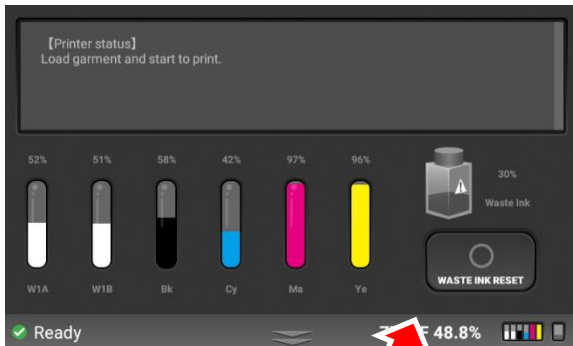 【Printer status】
Load garment and start to print.
52% 51% 58% 42% 97% 96%
30%
Waste Ink
WASTE INK RESET
W1A W1B Bk Cy Ma Ye
Ready
48.8%